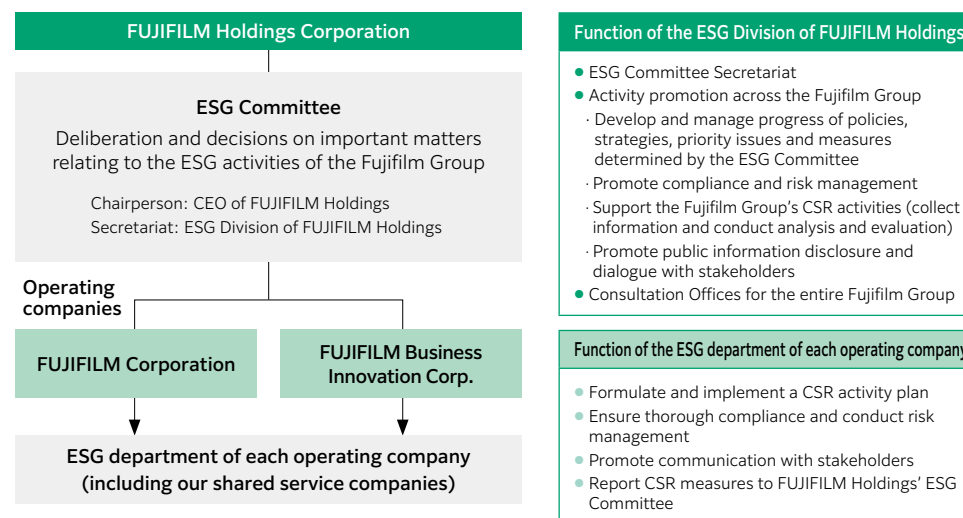 FUJIFILM Holdings Corporation
ESG Committee
Deliberation and decisions on important matters
relating to the ESG activities of the Fujifilm Group
Chairperson: CEO of FUJIFILM Holdings
Secretariat: ESG Division of FUJIFILM Holdings
Operating
companies
FUJIFILM Corporation
FUJIFILM Business
Innovation Corp.
ESG department of each operating company
(including our shared service companies)
Function of the ESG Division of FUJIFILM Holdings
● ESG Committee Secretariat
● Activity promotion across the Fujifilm Group
· Develop and manage progress of policies,
strategies, priority issues and measures
determined by the ESG Committee
· Promote compliance and risk management
· Support the Fujifilm Group's CSR activities (collect
information and conduct analysis and evaluation)
· Promote public information disclosure and
dialogue with stakeholders
● Consultation Offices for the entire Fujifilm Group
Function of the ESG department of each operating company
● Formulate and implement a CSR activity plan
● Ensure thorough compliance and conduct risk
management
● Promote communication with stakeholders
● Report CSR measures to FUJIFILM Holdings' ESG
Committee